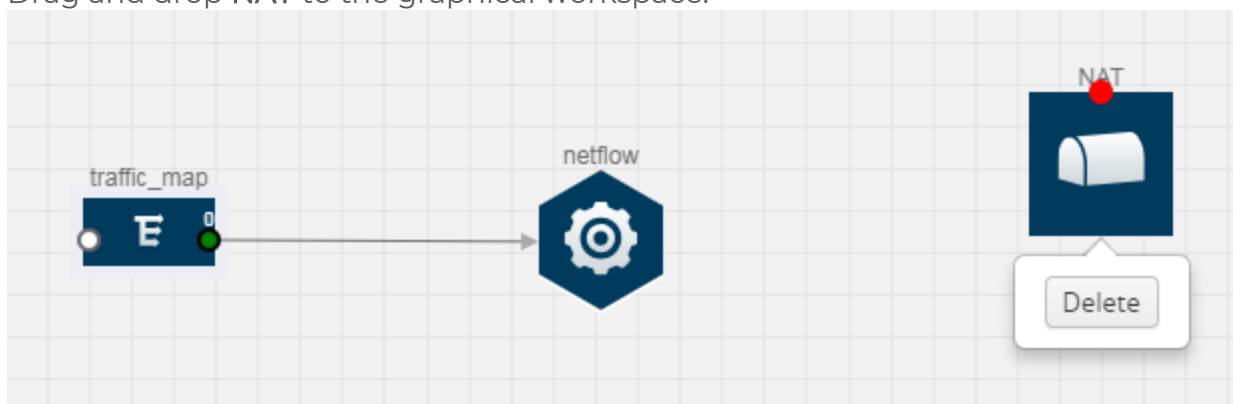 Drag and drop NAT to the graphical workspace.
NAT
netflow
traffic_map
0
Delete